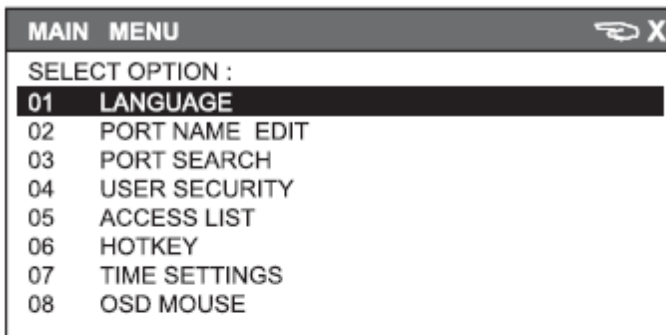 MAIN MENU X
SELECT OPTION :
01 LANGUAGE
02 PORT NAME EDIT
03 PORT SEARCH
04 USER SECURITY
05 ACCESS LIST
06 HOTKEY
07 TIME SETTINGS
08 OSD MOUSE